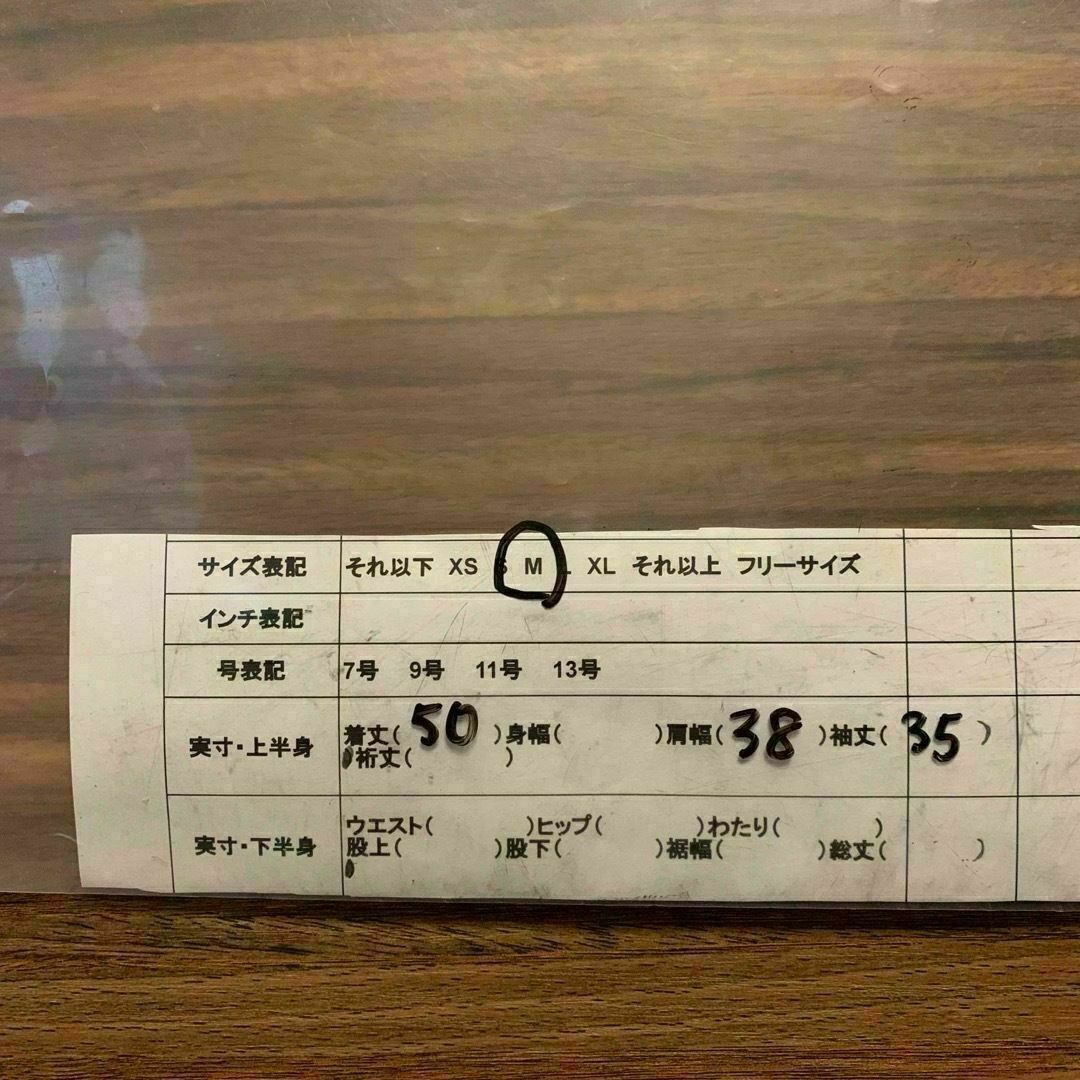 サイズ表記 それ以下 XS S M L XL それ以上 フリーサイズ
インチ表記
号表記 7号 9号 11号 13号
実寸・上半身 着丈( 50 )身幅( )肩幅( 38 )袖丈( 35 )
裄丈( )
実寸・下半身 ウエスト( )ヒップ( )わたり( )
股上( )股下( )裾幅( )総丈( )